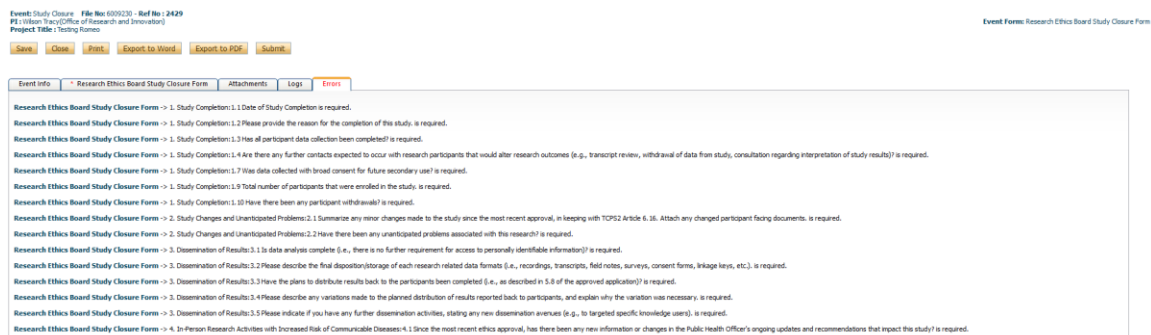 Event: Study Closure File No: 6009230 - Ref No : 2429
PI : Wilson Tracy(Office of Research and Innovation)
Project Title : Testing Romeo
Event Form: Research Ethics Board Study Closure Form
Save Close Print Export to Word Export to PDF Submit
Event Info * Research Ethics Board Study Closure Form Attachments Logs Errors
Research Ethics Board Study Closure Form -> 1. Study Completion:1.1 Date of Study Completion is required.
Research Ethics Board Study Closure Form -> 1. Study Completion:1.2 Please provide the reason for the completion of this study. is required.
Research Ethics Board Study Closure Form -> 1. Study Completion:1.3 Has all participant data collection been completed? is required.
Research Ethics Board Study Closure Form -> 1. Study Completion:1.4 Are there any further contacts expected to occur with research participants that would alter research outcomes (e.g., transcript review, withdrawal of data from study, consultation regarding interpretation of study results)? is required.
Research Ethics Board Study Closure Form -> 1. Study Completion:1.7 Was data collected with broad consent for future secondary use? is required.
Research Ethics Board Study Closure Form -> 1. Study Completion:1.9 Total number of participants that were enrolled in the study. is required.
Research Ethics Board Study Closure Form -> 1. Study Completion:1.10 Have there been any participant withdrawals? is required.
Research Ethics Board Study Closure Form -> 2. Study Changes and Unanticipated Problems:2.1 Summarize any minor changes made to the study since the most recent approval, in keeping with TCPS2 Article 6.16. Attach any changed participant facing documents. is required.
Research Ethics Board Study Closure Form -> 2. Study Changes and Unanticipated Problems:2.2 Have there been any unanticipated problems associated with this research? is required.
Research Ethics Board Study Closure Form -> 3. Dissemination of Results:3.1 Is data analysis complete (i.e., there is no further requirement for access to personally identifiable information)? is required.
Research Ethics Board Study Closure Form -> 3. Dissemination of Results:3.2 Please describe the final disposition/storage of each research related data formats (i.e., recordings, transcripts, field notes, surveys, consent forms, linkage keys, etc.). is required.
Research Ethics Board Study Closure Form -> 3. Dissemination of Results:3.3 Have the plans to distribute results back to the participants been completed (i.e., as described in 5.8 of the approved application)? is required.
Research Ethics Board Study Closure Form -> 3. Dissemination of Results:3.4 Please describe any variations made to the planned distribution of results reported back to participants, and explain why the variation was necessary. is required.
Research Ethics Board Study Closure Form -> 3. Dissemination of Results:3.5 Please indicate if you have any further dissemination activities, stating any new dissemination avenues (e.g., to targeted specific knowledge users). is required.
Research Ethics Board Study Closure Form -> 4. In-Person Research Activities with Increased Risk of Communicable Diseases:4.1 Since the most recent ethics approval, has there been any new information or changes in the Public Health Officer's ongoing updates and recommendations that impact this study? is required.